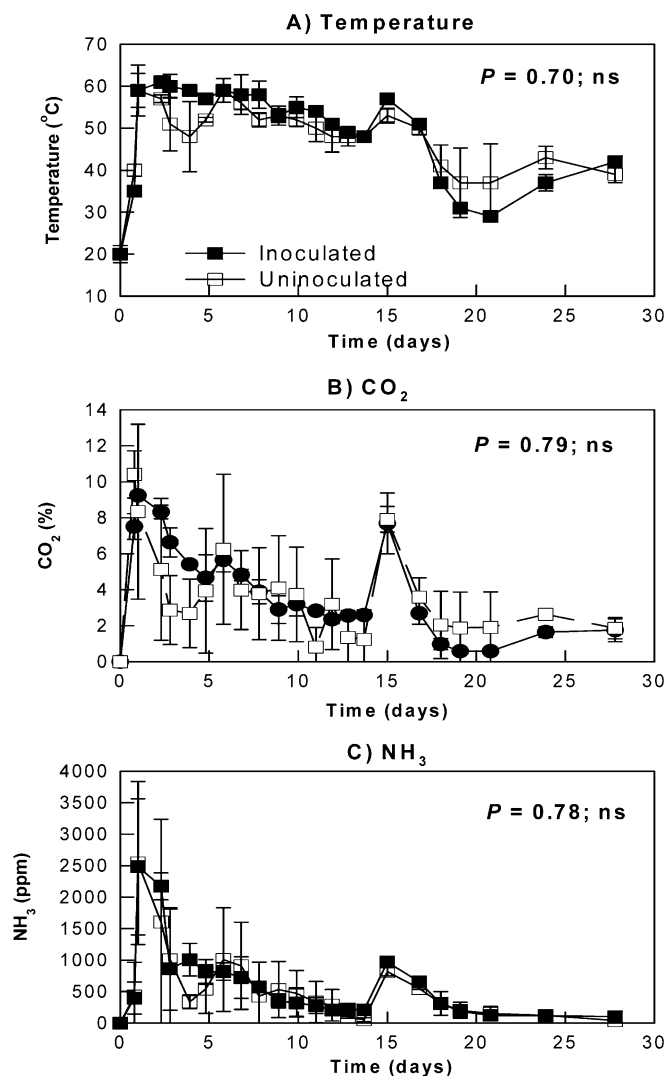 A) Temperature
70
60
50
40
30
20
10
Temperature (°C)
P = 0.70; ns
Inoculated
Uninoculated
0 5 10 15 20 25 30
Time (days)
B) CO₂
14
12
10
8
6
4
2
0
CO₂ (%)
P = 0.79; ns
0 5 10 15 20 25 30
Time (days)
C) NH₃
4000
3500
3000
2500
2000
1500
1000
500
0
NH₃ (ppm)
P = 0.78; ns
0 5 10 15 20 25 30
Time (days)